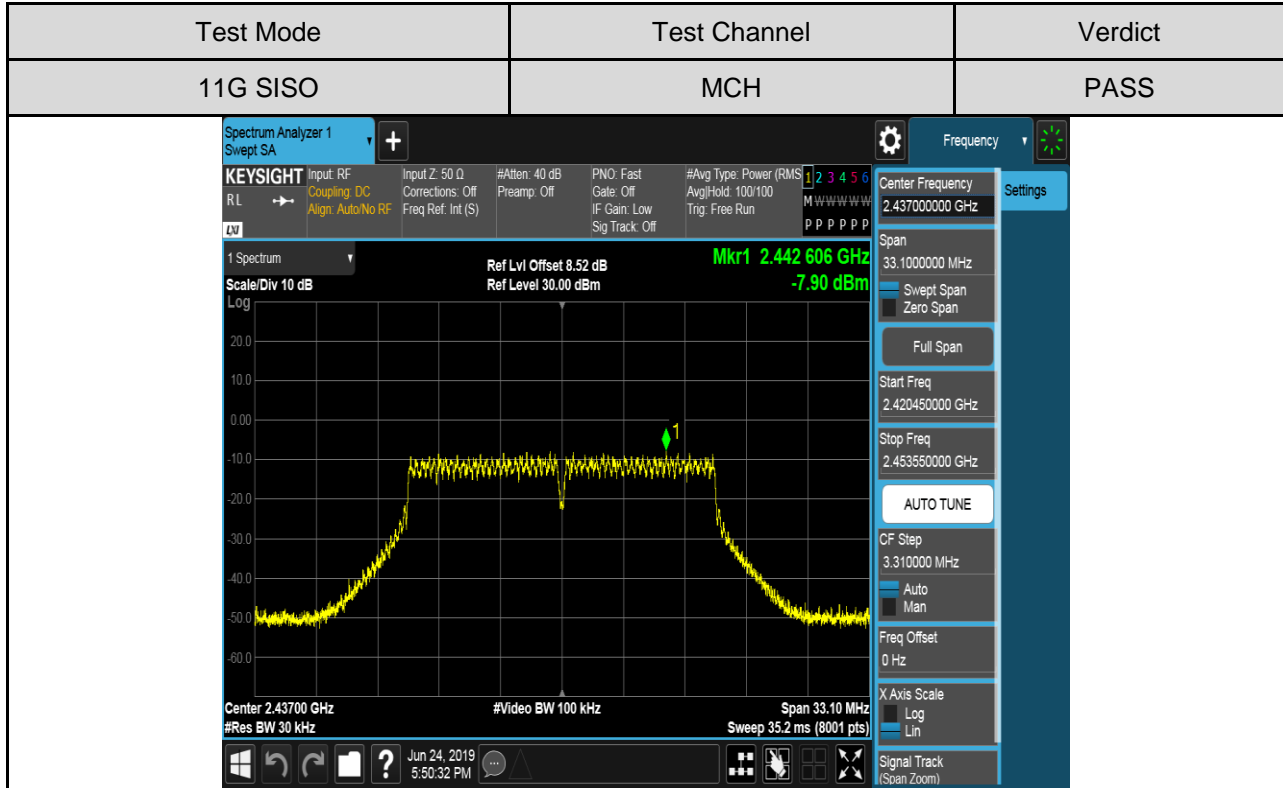 Test Mode Test Channel Verdict
11G SISO MCH PASS
Spectrum Analyzer 1
Swept SA
+
Frequency
KEYSIGHT
RL
LXI
Input: RF
Coupling: DC
Align: Auto/No RF
Input Z: 50 Ω
Corrections: Off
Freq Ref: Int (S)
#Atten: 40 dB
Preamp: Off
PNO: Fast
Gate: Off
IF Gain: Low
Sig Track: Off
#Avg Type: Power (RMS
Avg|Hold: 100/100
Trig: Free Run
1 2 3 4 5 6
M W W W W W
P P P P P P
Center Frequency
2.437000000 GHz
Settings
1 Spectrum
Scale/Div 10 dB
Ref Lvl Offset 8.52 dB
Ref Level 30.00 dBm
Mkr1 2.442 606 GHz
-7.90 dBm
Log
20.0
10.0
0.00
-10.0
-20.0
-30.0
-40.0
-50.0
-60.0
1
Center 2.43700 GHz
#Res BW 30 kHz
#Video BW 100 kHz
Span 33.10 MHz
Sweep 35.2 ms (8001 pts)
Span
33.1000000 MHz
Swept Span
Zero Span
Full Span
Start Freq
2.420450000 GHz
Stop Freq
2.453550000 GHz
AUTO TUNE
CF Step
3.310000 MHz
Auto
Man
Freq Offset
0 Hz
X Axis Scale
Log
Lin
Signal Track
(Span Zoom)
?
Jun 24, 2019
5:50:32 PM